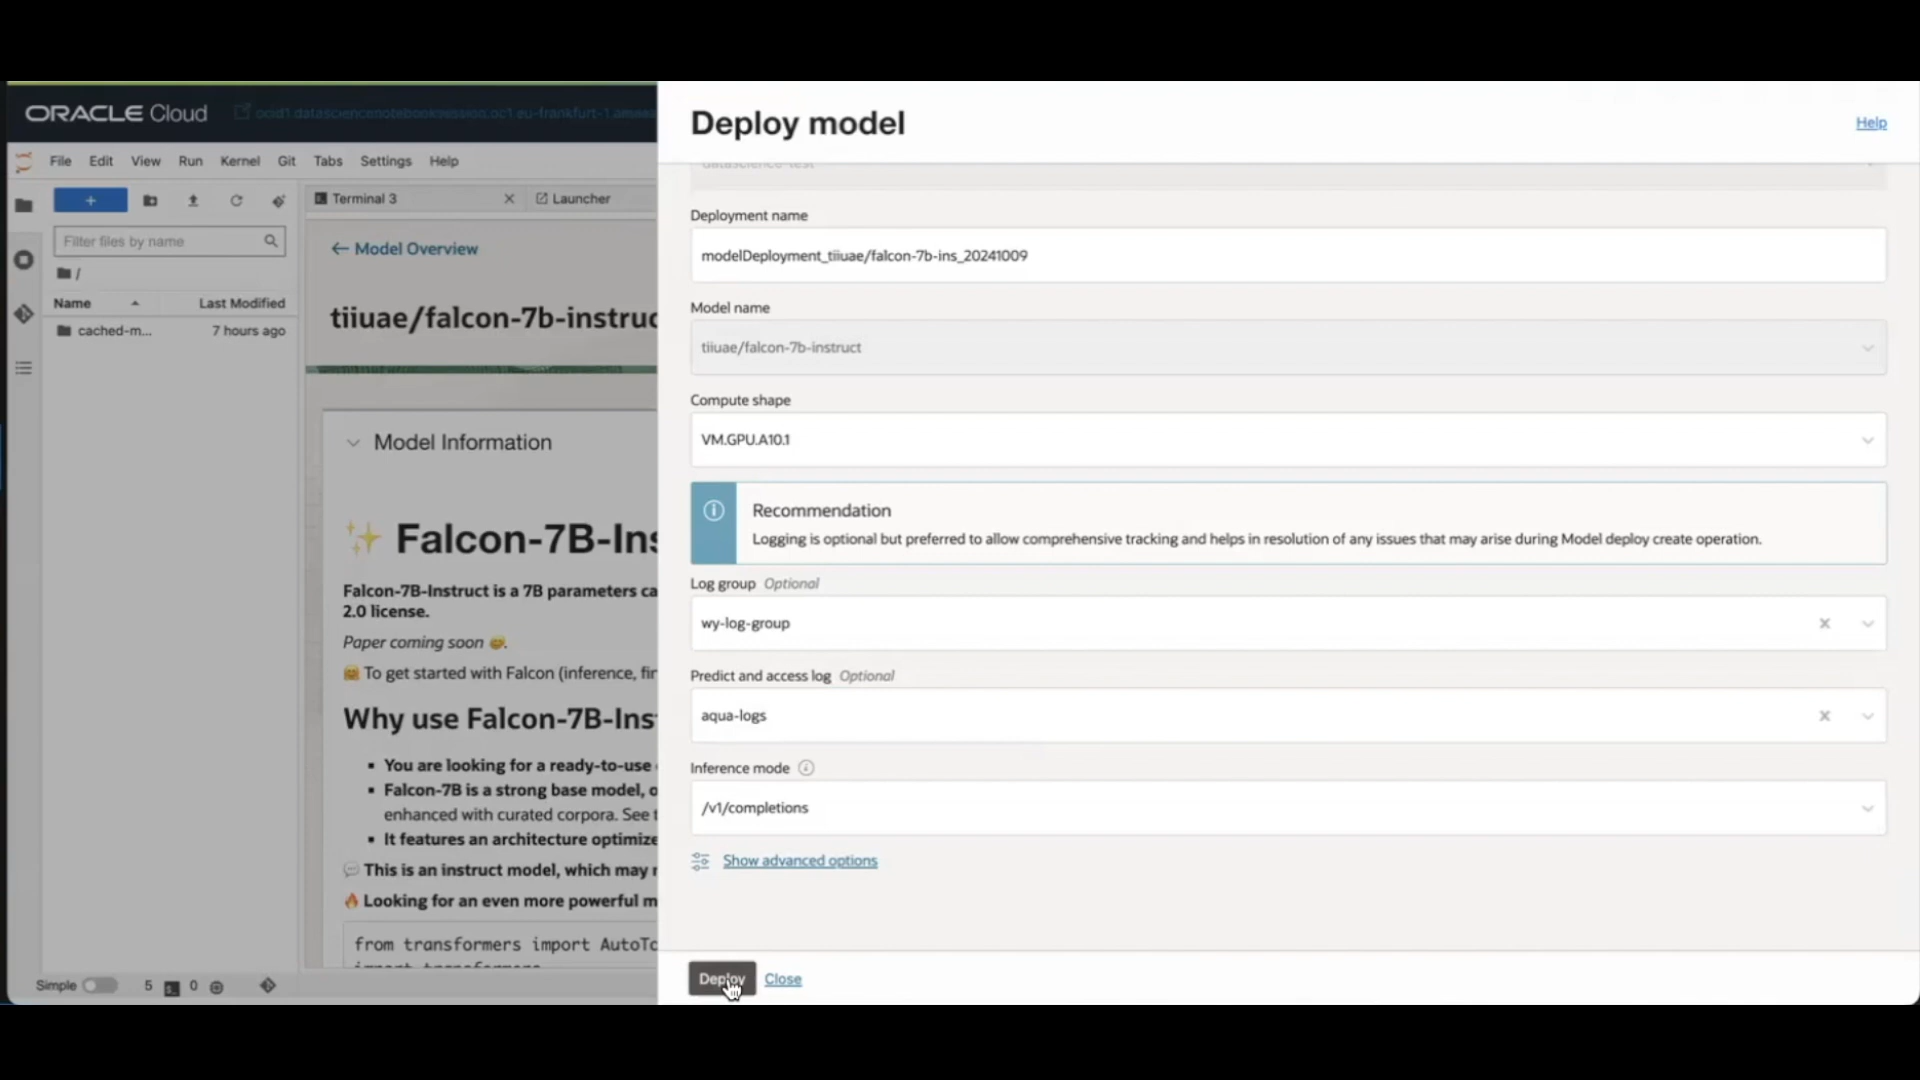 ORACLE Cloud
File Edit View Run Kernel Git Tabs Settings Help
Filter files by name
/
Name Last Modified
cached-m... 7 hours ago
Simple 5 0
Terminal 3 Launcher
← Model Overview
tiiuae/falcon-7b-instruc
Model Information
✨ Falcon-7B-Ins
Falcon-7B-Instruct is a 7B parameters ca
2.0 license.
Paper coming soon 😊.
🤗 To get started with Falcon (inference, fin
Why use Falcon-7B-Ins
▪ You are looking for a ready-to-use
▪ Falcon-7B is a strong base model, o
enhanced with curated corpora. See t
▪ It features an architecture optimize
💬 This is an instruct model, which may
🔥 Looking for an even more powerful m
from transformers import AutoTo
import transformers
Deploy model
Help
datascience-test
Deployment name
modelDeployment_tiiuae/falcon-7b-ins_20241009
Model name
tiiuae/falcon-7b-instruct
Compute shape
VM.GPU.A10.1
Recommendation
Logging is optional but preferred to allow comprehensive tracking and helps in resolution of any issues that may arise during Model deploy create operation.
Log group Optional
wy-log-group
Predict and access log Optional
aqua-logs
Inference mode
/v1/completions
Show advanced options
Deploy Close